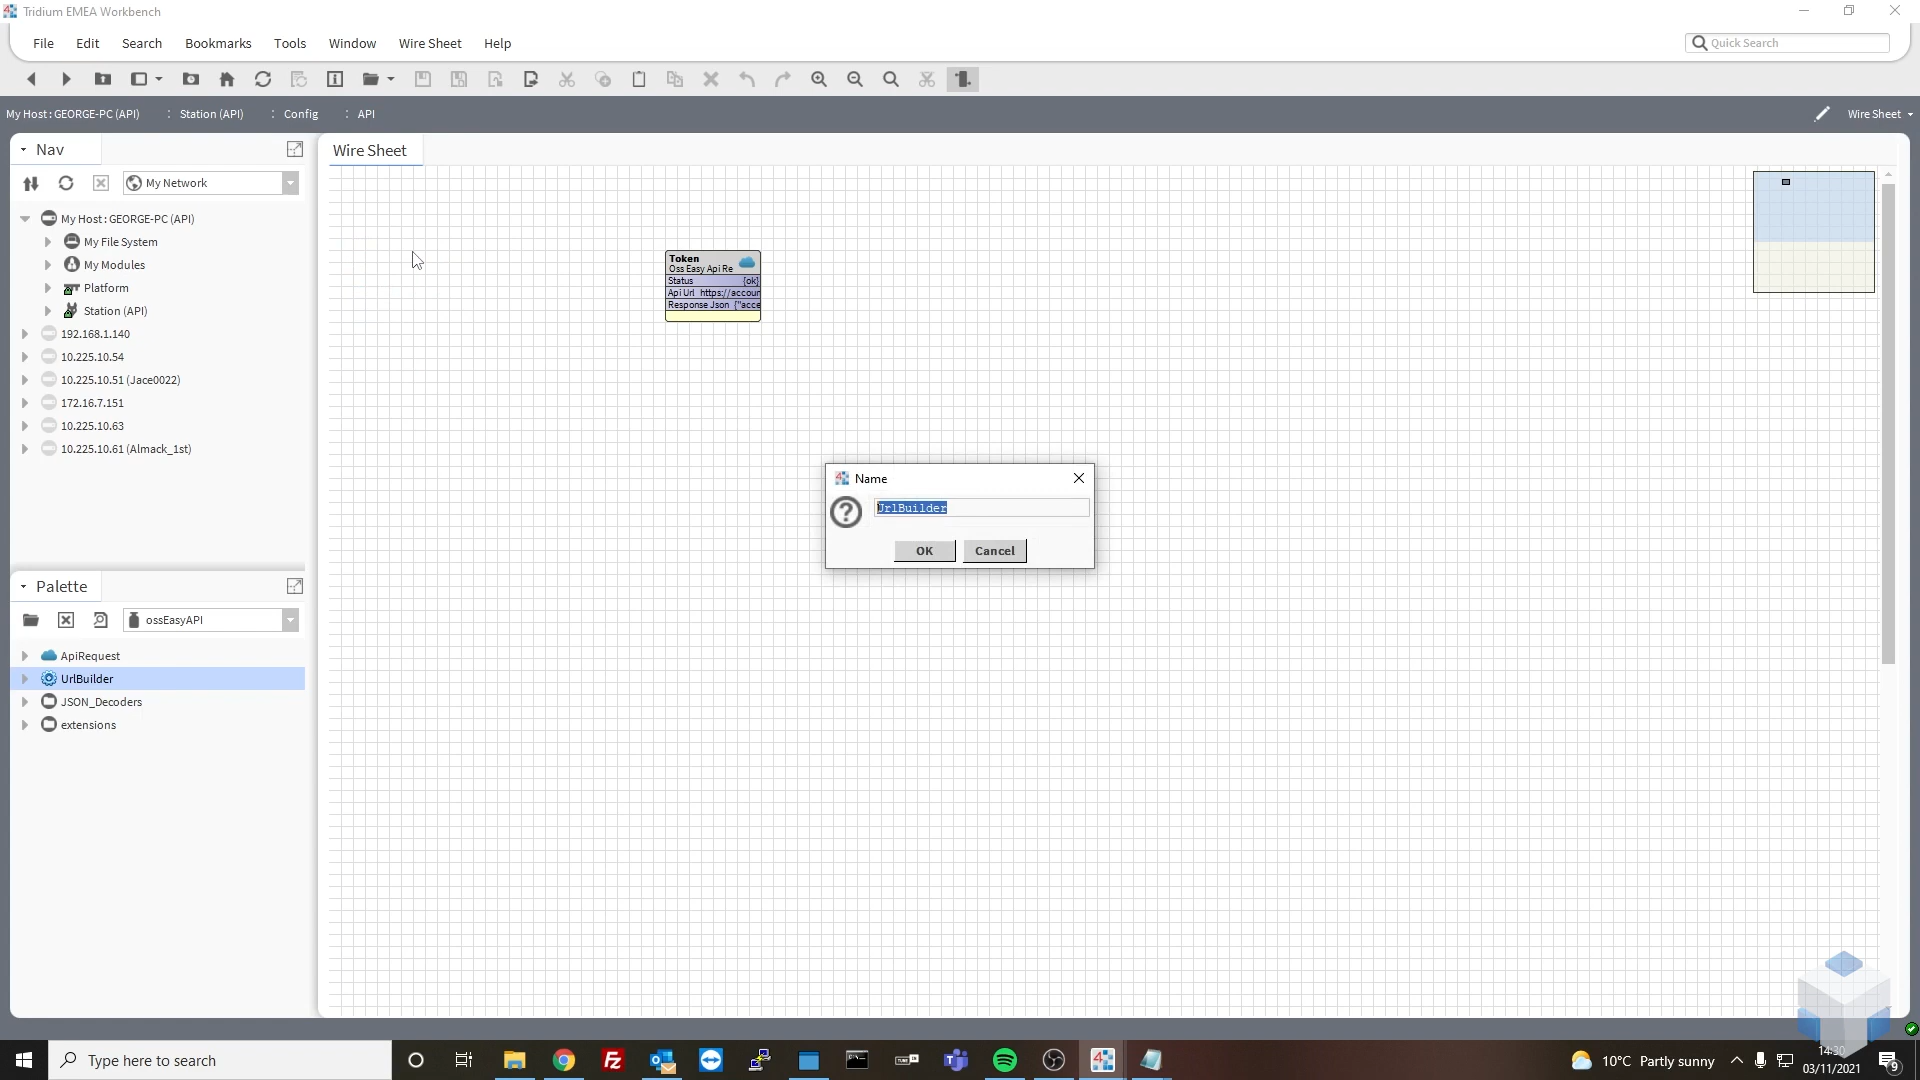 Tridium EMEA Workbench
File Edit Search Bookmarks Tools Window Wire Sheet Help
Quick Search
My Host : GEORGE-PC (API) : Station (API) : Config : API
Wire Sheet
Nav
Wire Sheet
My Network
My Host : GEORGE-PC (API)
My File System
My Modules
Platform
Station (API)
192.168.1.140
10.225.10.54
10.225.10.51 (Jace0022)
172.16.7.151
10.225.10.63
10.225.10.61 (Almack_1st)
Token
Oss Easy Api Re
Status {ok}
Api Url https://accoun
Response Json {"acce
Name
UrlBuilder
OK Cancel
Palette
ossEasyAPI
ApiRequest
UrlBuilder
JSON_Decoders
extensions
Type here to search
10°C Partly sunny
14:30
03/11/2021
9